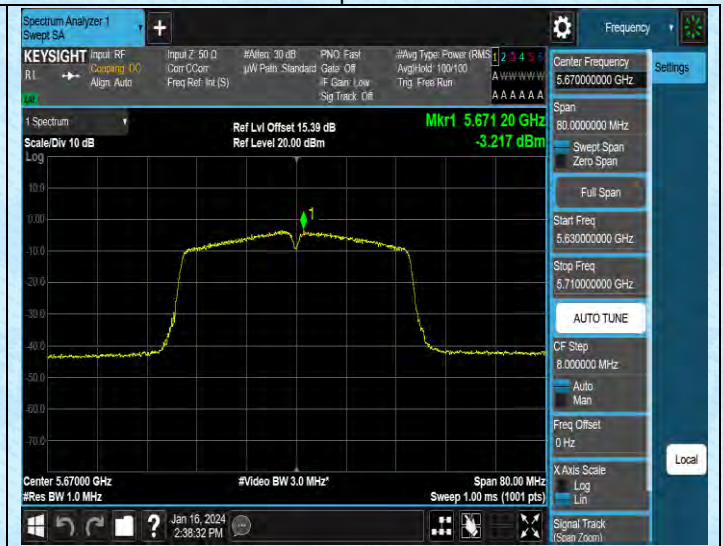 Spectrum Analyzer 1
Swept SA
+
Frequency
KEYSIGHT Input: RF
RL Coupling: DC
Align: Auto
Input Z: 50 Ω
Corr CCorr
Freq Ref: Int (S)
#Atten: 30 dB
µW Path: Standard
PNO: Fast
Gate: Off
IF Gain: Low
Sig Track: Off
#Avg Type: Power (RMS
Avg|Hold: 100/100
Trig: Free Run
1 2 3 4 5 6
A W W W W W
A A A A A A
1 Spectrum
Scale/Div 10 dB
Log
Ref Lvl Offset 15.39 dB
Ref Level 20.00 dBm
Mkr1 5.671 20 GHz
-3.217 dBm
10.0
0.00
-10.0
-20.0
-30.0
-40.0
-50.0
-60.0
-70.0
1
Center 5.67000 GHz
#Res BW 1.0 MHz
#Video BW 3.0 MHz*
Span 80.00 MHz
Sweep 1.00 ms (1001 pts)
?
Jan 16, 2024
2:38:32 PM
Center Frequency
5.670000000 GHz
Settings
Span
80.0000000 MHz
Swept Span
Zero Span
Full Span
Start Freq
5.630000000 GHz
Stop Freq
5.710000000 GHz
AUTO TUNE
CF Step
8.000000 MHz
Auto
Man
Freq Offset
0 Hz
X Axis Scale
Log
Lin
Local
Signal Track
(Span Zoom)